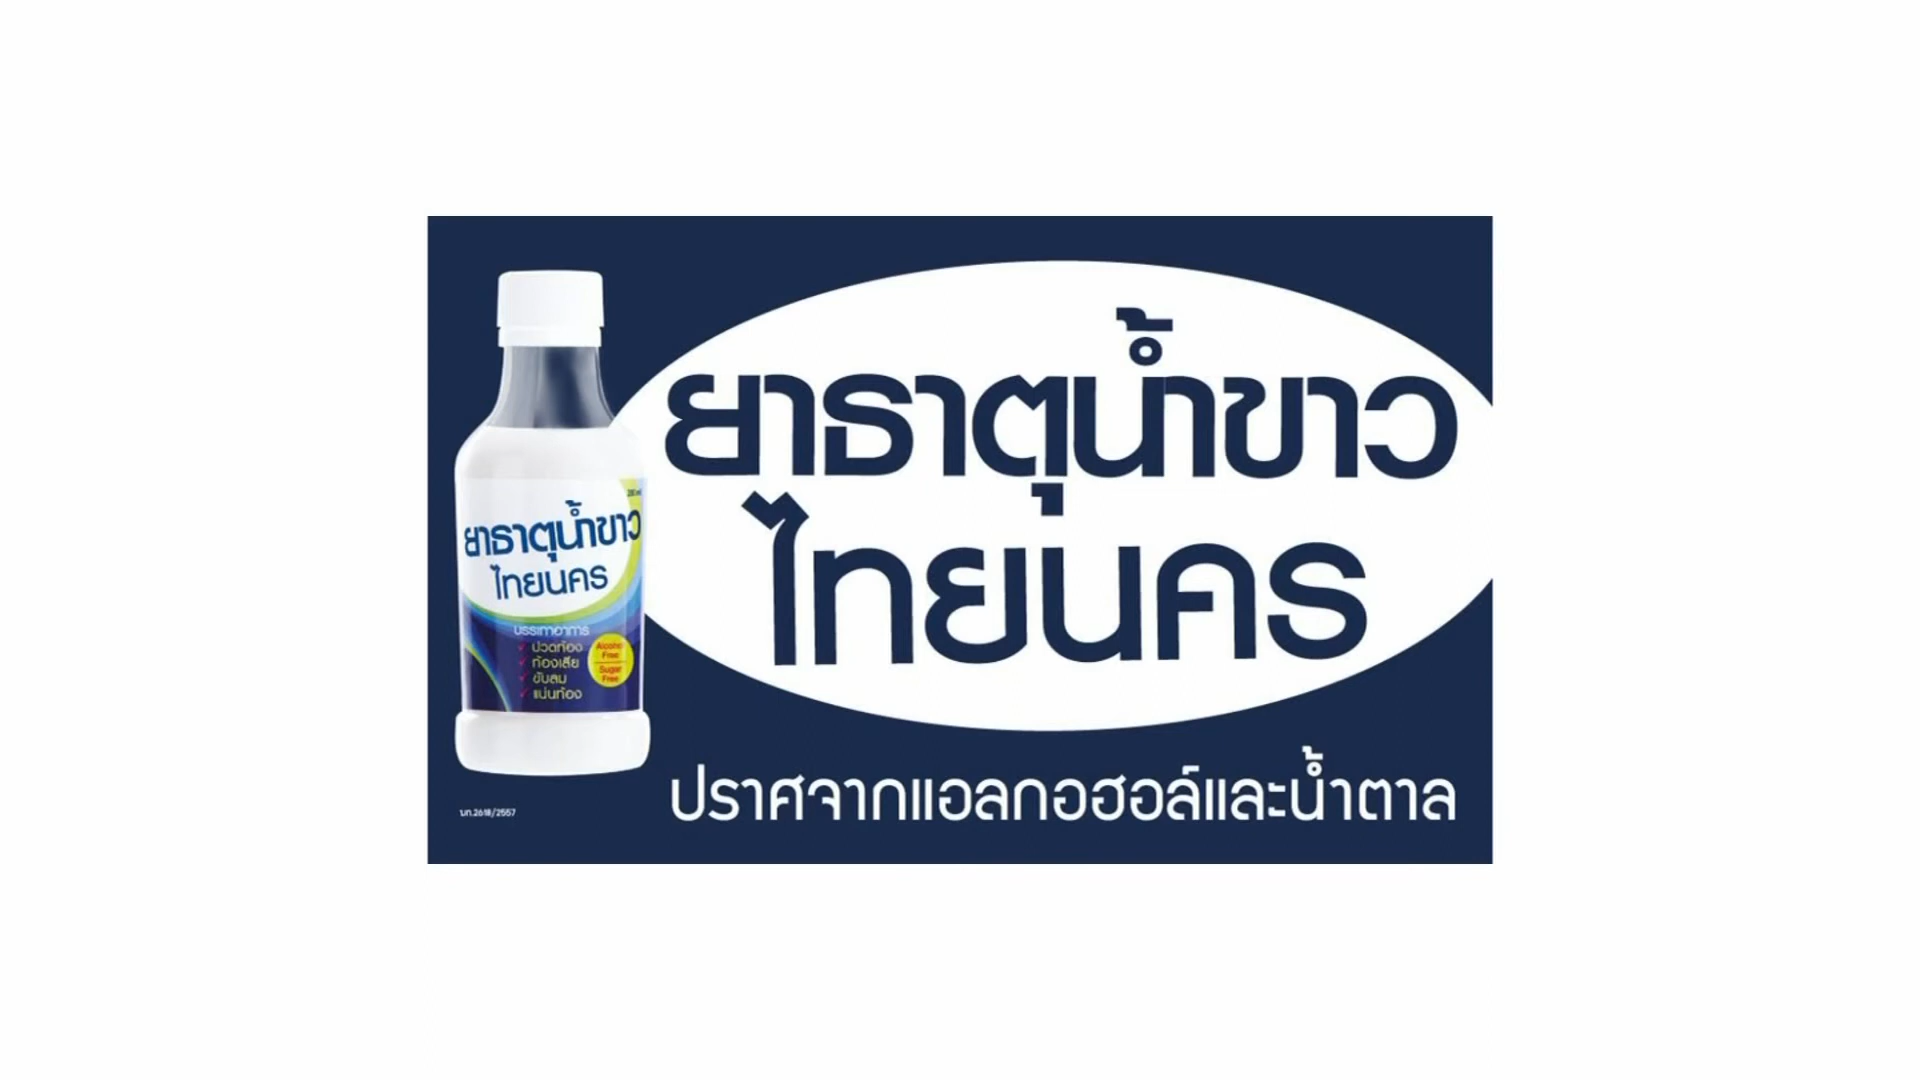 ยาธาตุน้ำขาว
ไทยนคร
ยาธาตุน้ำขาว
ไทยนคร
บรรเทาอาการ
ปวดท้อง
ท้องเสีย
ขับลม
แน่นท้อง
Alcohol
Free
Sugar
Free
ปราศจากแอลกอฮอล์และน้ำตาล
ฆท.2618/2557